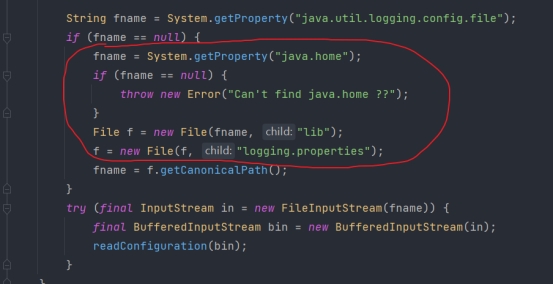 String fname = System.getProperty("java.util.logging.config.file");
if (fname == null) {
fname = System.getProperty("java.home");
if (fname == null) {
throw new Error("Can't find java.home ??");
}
File f = new File(fname, child: "lib");
f = new File(f, child: "logging.properties");
fname = f.getCanonicalPath();
}
try (final InputStream in = new FileInputStream(fname)) {
final BufferedInputStream bin = new BufferedInputStream(in);
readConfiguration(bin);
}
}